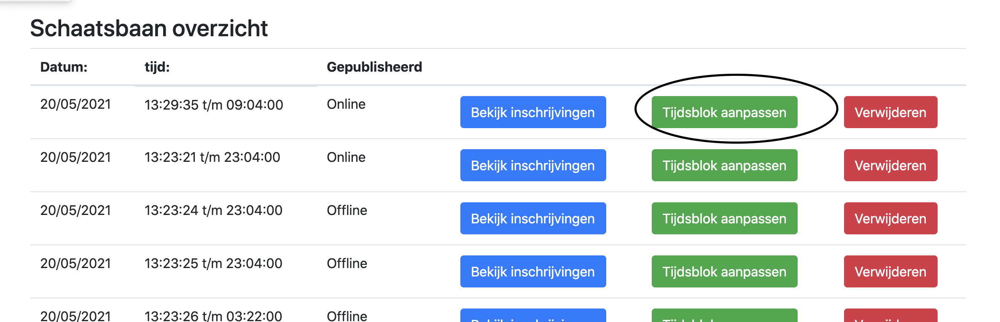 Schaatsbaan overzicht
Datum: tijd: Gepublisheerd
20/05/2021 13:29:35 t/m 09:04:00 Online Bekijk inschrijvingen Tijdsblok aanpassen Verwijderen
20/05/2021 13:23:21 t/m 23:04:00 Online Bekijk inschrijvingen Tijdsblok aanpassen Verwijderen
20/05/2021 13:23:24 t/m 23:04:00 Offline Bekijk inschrijvingen Tijdsblok aanpassen Verwijderen
20/05/2021 13:23:25 t/m 23:04:00 Offline Bekijk inschrijvingen Tijdsblok aanpassen Verwijderen
20/05/2021 13:23:26 t/m 03:22:00 Offline